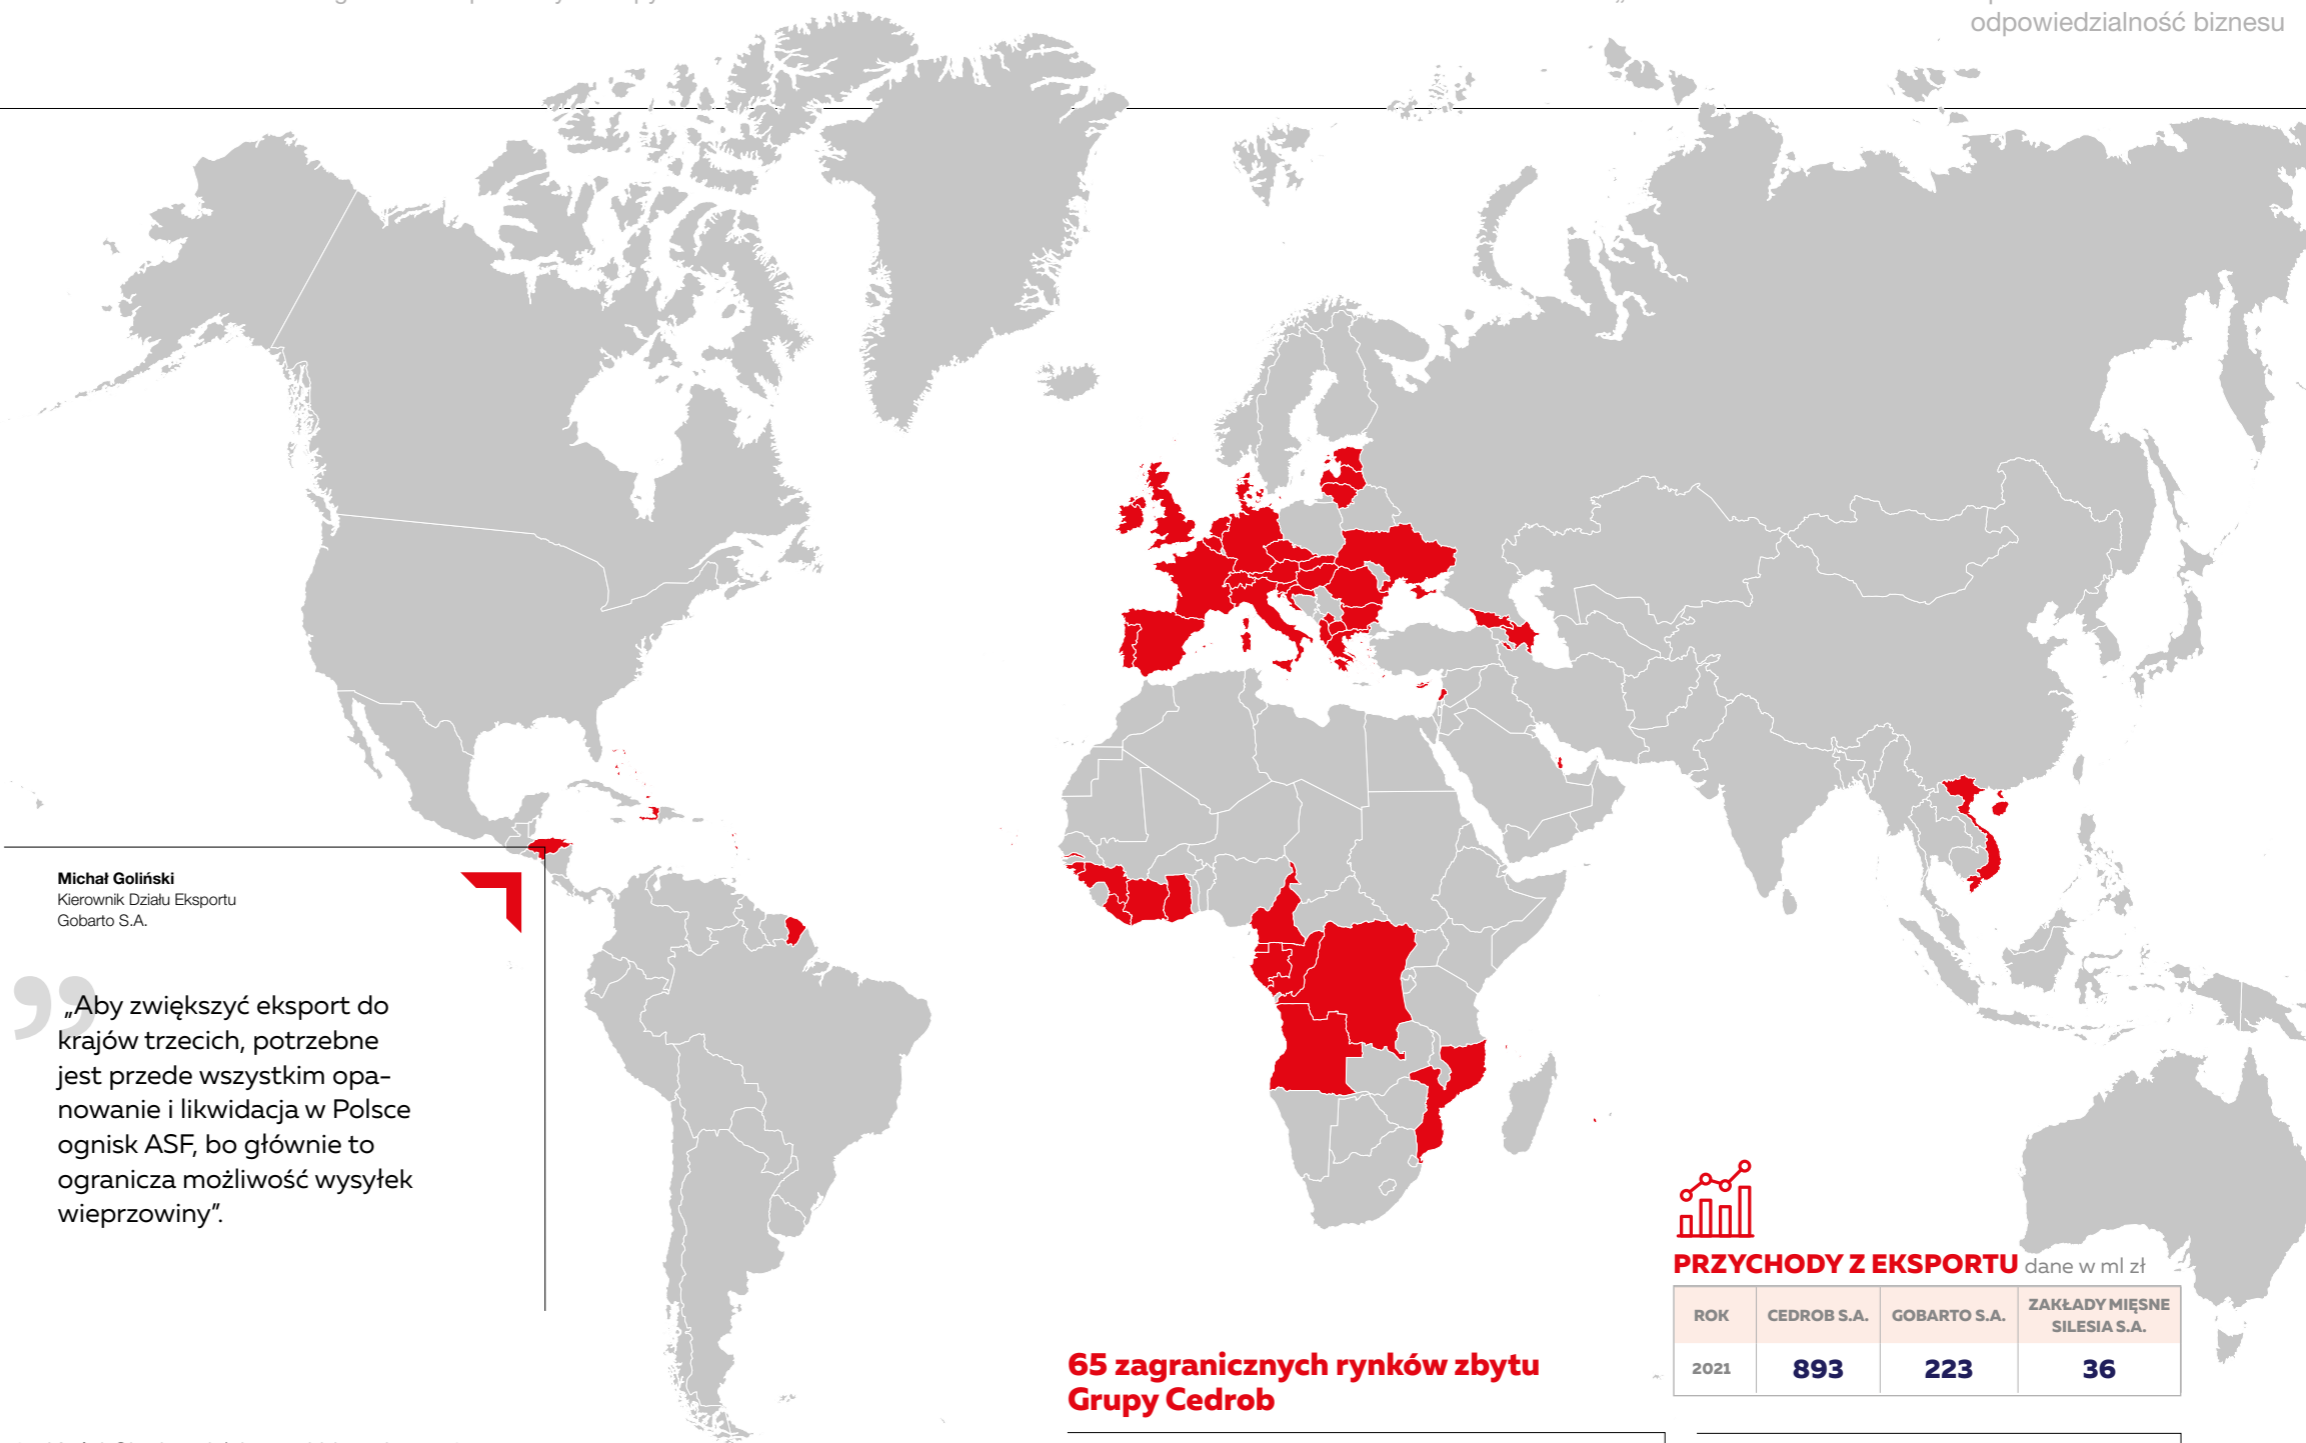 odpowiedzialność biznesu
Michał Goliński
Kierownik Działu Eksportu
Gobarto S.A.
„Aby zwiększyć eksport do
krajów trzecich, potrzebne
jest przede wszystkim opa-
nowanie i likwidacja w Polsce
ognisk ASF, bo głównie to
ogranicza możliwość wysyłek
wieprzowiny”.
65 zagranicznych rynków zbytu
Grupy Cedrob
PRZYCHODY Z EKSPORTU dane w ml zł
ROK CEDROB S.A. GOBARTO S.A. ZAKŁADY MIĘSNE
SILESIA S.A.
2021 893 223 36